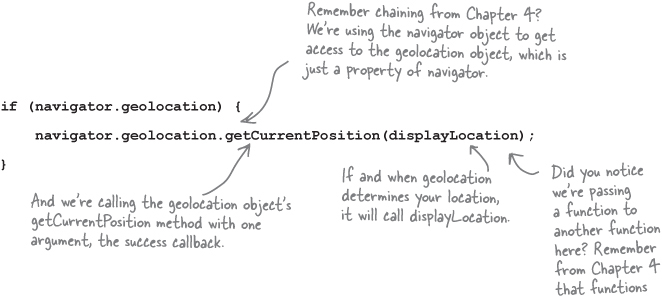 Remember chaining from Chapter 4?
We're using the navigator object to get
access to the geolocation object, which is
just a property of navigator.
if (navigator.geolocation) {
navigator.geolocation.getCurrentPosition(displayLocation);
}
And we're calling the geolocation object's
getCurrentPosition method with one
argument, the success callback.
If and when geolocation
determines your location,
it will call displayLocation.
Did you notice
we're passing
a function to
another function
here? Remember
from Chapter 4
that functions